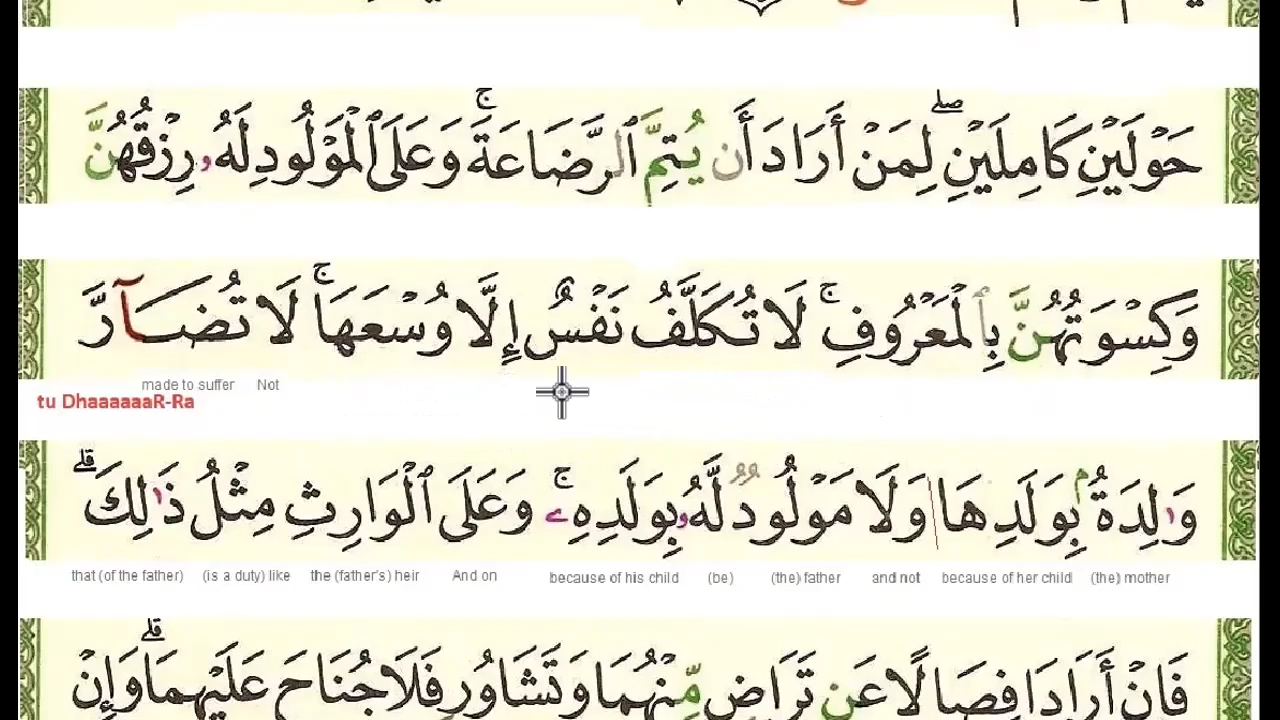 حَوْلَيْنِ كَامِلَيْنِ ۖ لِمَنْ أَرَادَ أَن يُتِمَّ ٱلرَّضَاعَةَ ۚ وَعَلَى ٱلْمَوْلُودِ لَهُۥ رِزْقُهُنَّ
وَكِسْوَتُهُنَّ بِٱلْمَعْرُوفِ ۚ لَا تُكَلَّفُ نَفْسٌ إِلَّا وُسْعَهَا ۚ لَا تُضَآرَّ
made to suffer Not
tu DhaaaaaaR-Ra
وَٰلِدَةُۢ بِوَلَدِهَا وَلَا مَوْلُودٌ لَّهُۥ بِوَلَدِهِۦ ۚ وَعَلَى ٱلْوَارِثِ مِثْلُ ذَٰلِكَ ۗ
that (of the father) (is a duty) like the (father's) heir And on because of his child (be) (the) father and not because of her child (the) mother
فَإِنْ أَرَادَا فِصَالًا عَن تَرَاضٍ مِّنْهُمَا وَتَشَاوُرٍ فَلَا جُنَاحَ عَلَيْهِمَا ۗ وَإِنْ